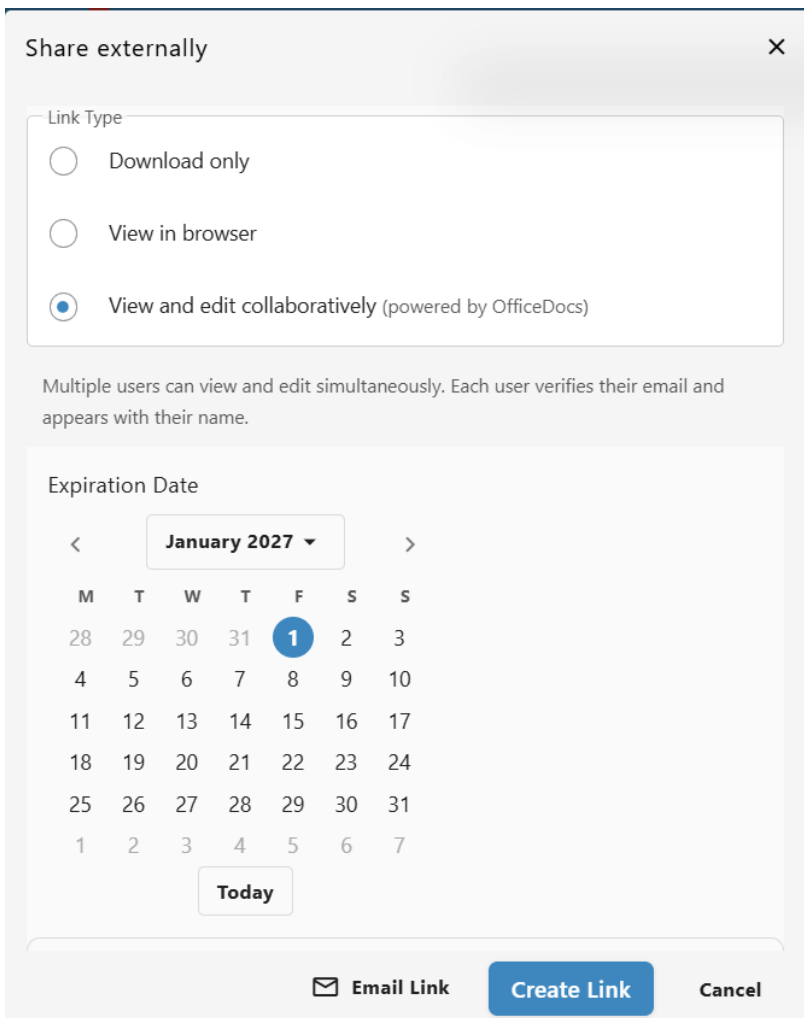 Share externally
Link Type
Download only
View in browser
View and edit collaboratively (powered by OfficeDocs)
Multiple users can view and edit simultaneously. Each user verifies their email and
appears with their name.
Expiration Date
January 2027
M T W T F S S
28 29 30 31 1 2 3
4 5 6 7 8 9 10
11 12 13 14 15 16 17
18 19 20 21 22 23 24
25 26 27 28 29 30 31
1 2 3 4 5 6 7
Today
Email Link Create Link Cancel